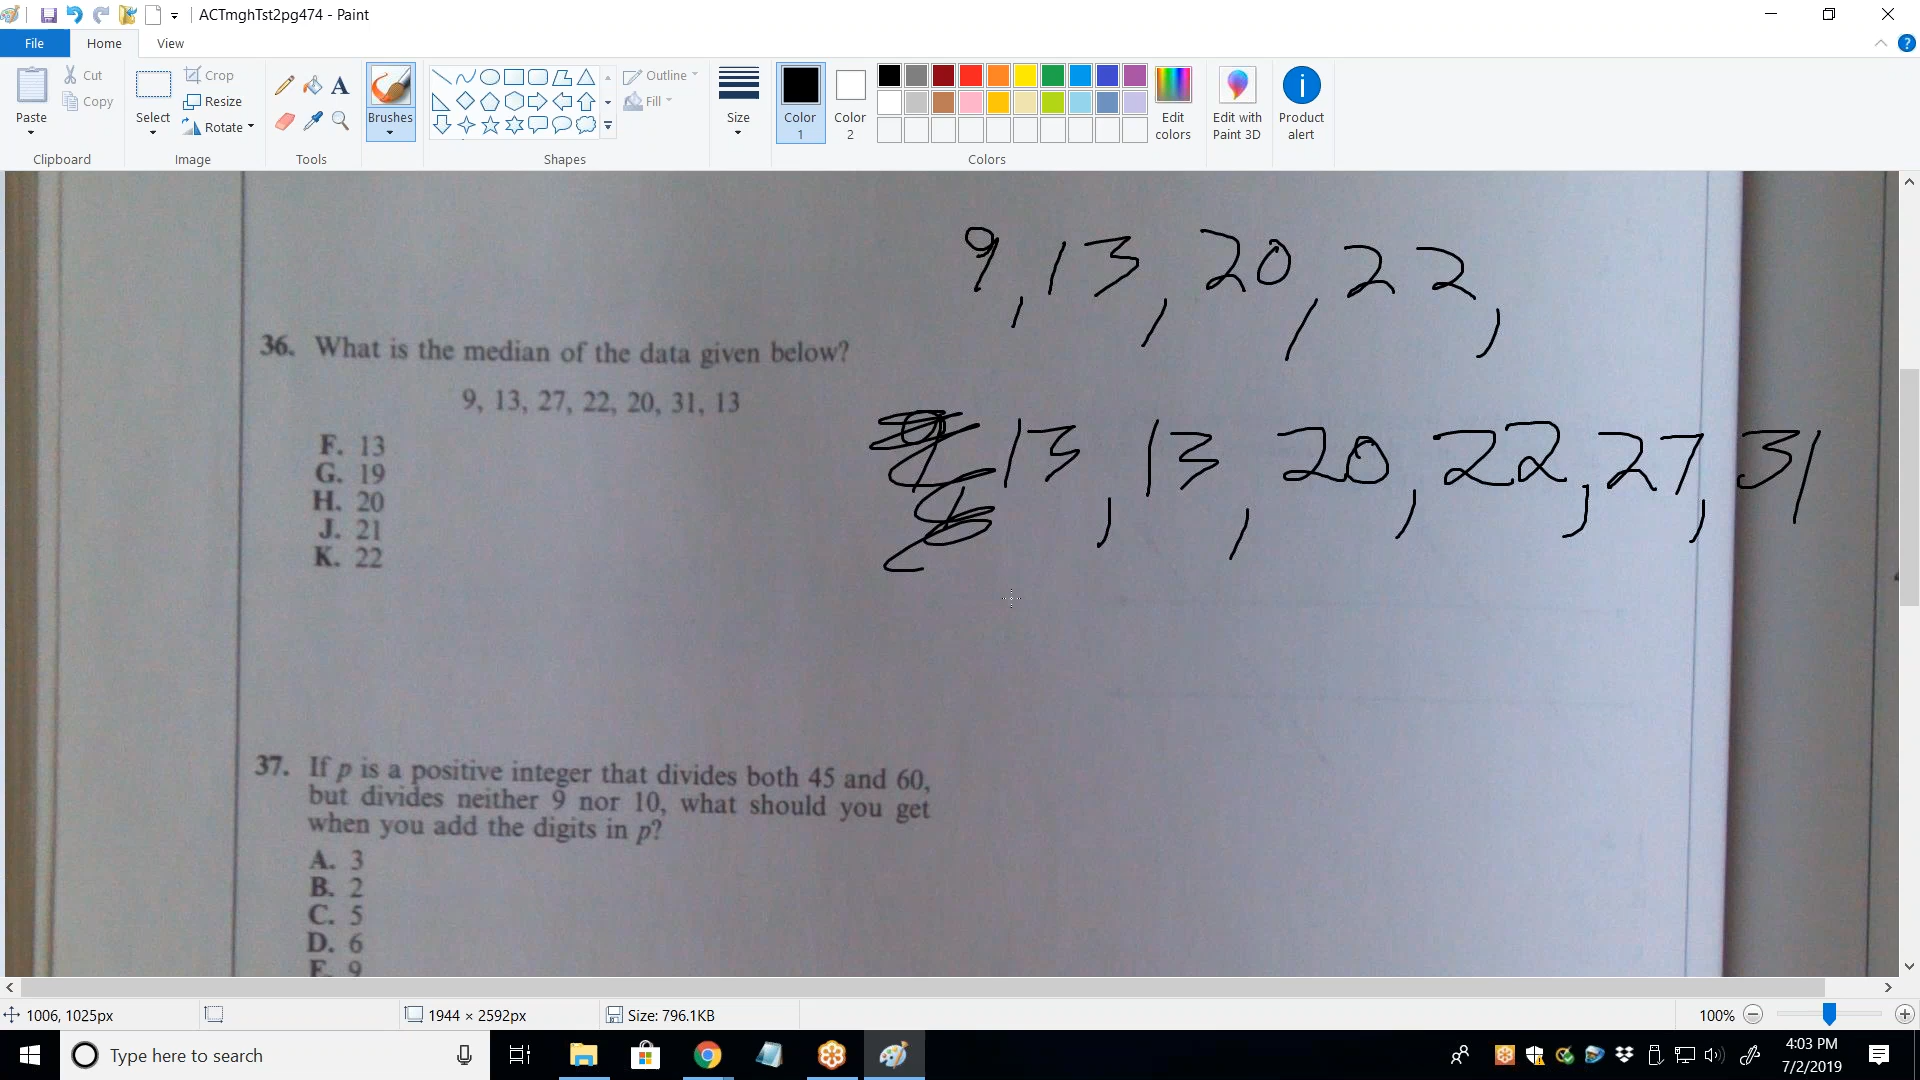 ACTmghTst2pg474 - Paint
File Home View
Paste Cut Copy Clipboard
Select Crop Resize Rotate Image
Tools
Brushes
Outline Fill Shapes
Size
Color 1 Color 2 Edit colors Colors
Edit with Paint 3D
Product alert
9, 13, 20, 22,
36. What is the median of the data given below?
9, 13, 27, 22, 20, 31, 13
13, 13, 20, 22, 27, 31
F. 13
G. 19
H. 20
J. 21
K. 22
37. If p is a positive integer that divides both 45 and 60,
but divides neither 9 nor 10, what should you get
when you add the digits in p?
A. 3
B. 2
C. 5
D. 6
E. 9
1006, 1025px 1944 × 2592px Size: 796.1KB 100%
Type here to search
4:03 PM
7/2/2019